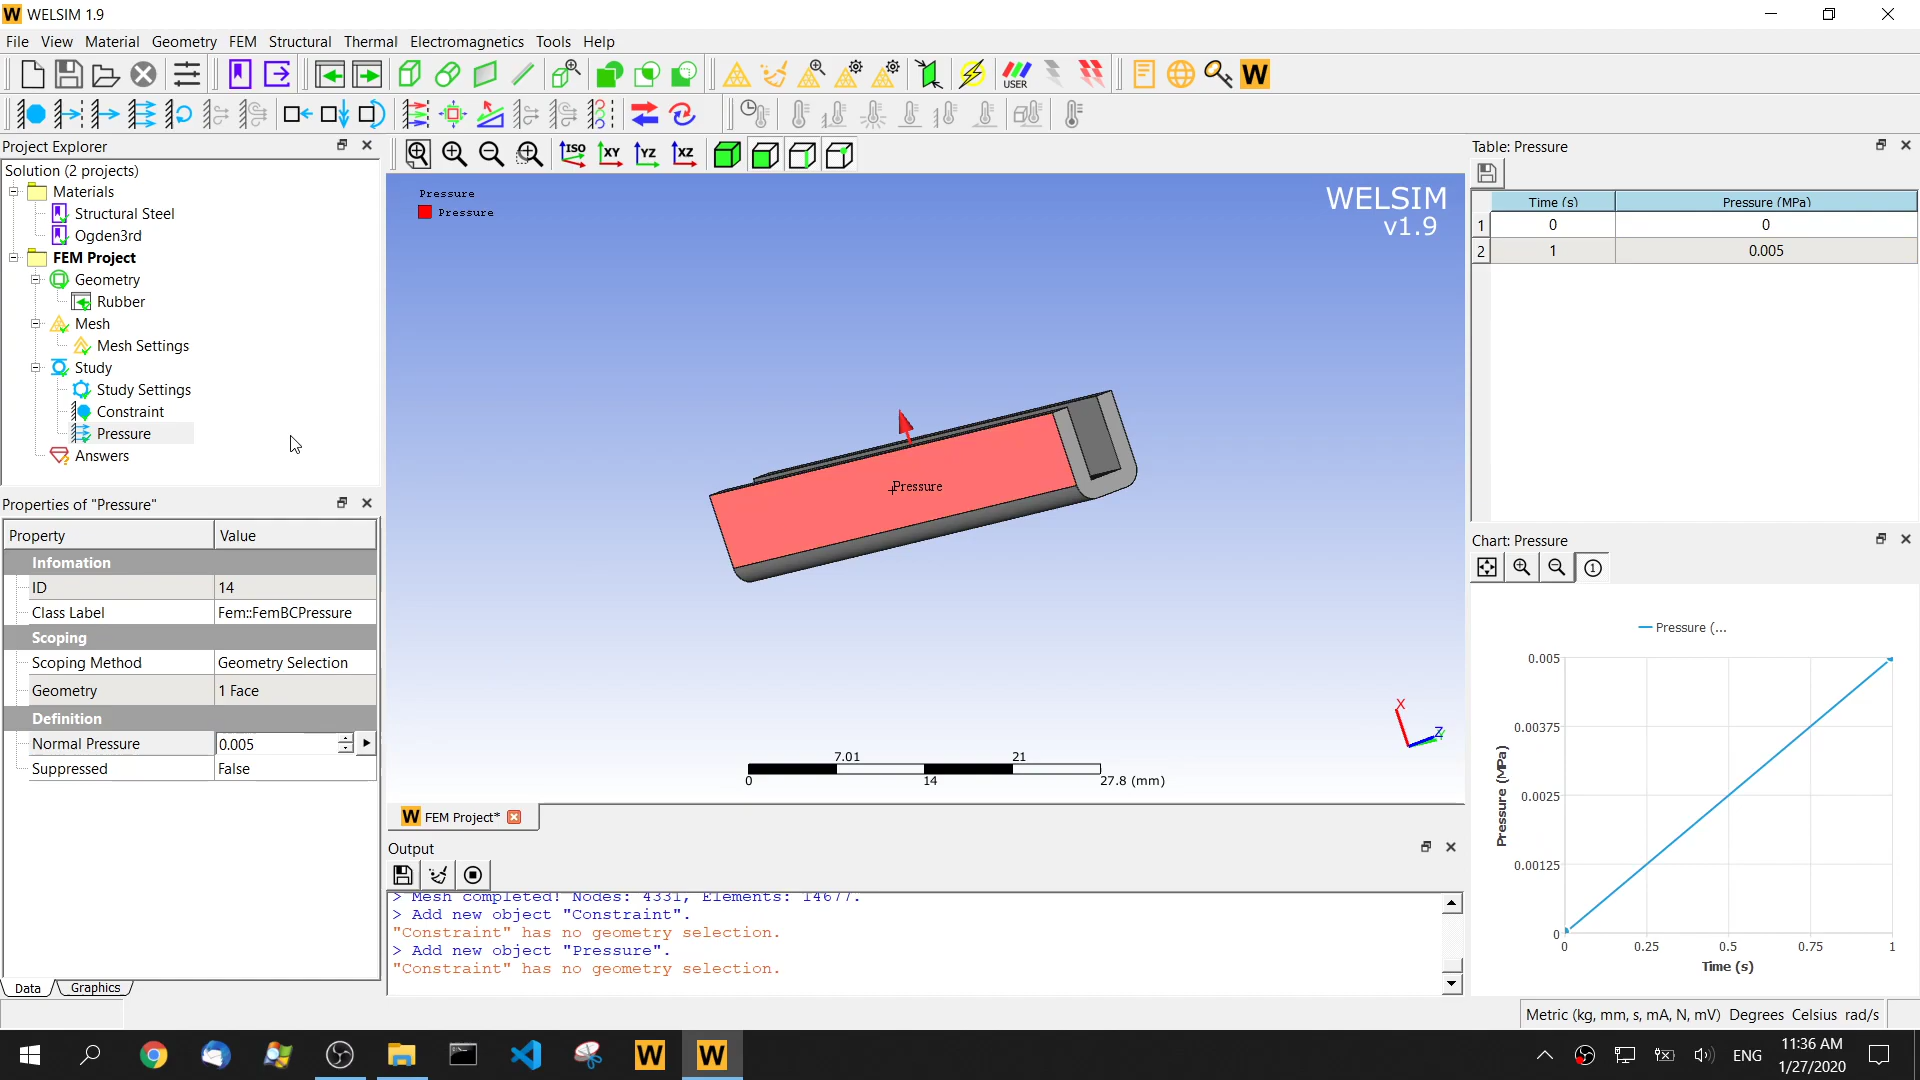 WELSIM 1.9
File View Material Geometry FEM Structural Thermal Electromagnetics Tools Help
USER
W
Project Explorer
Solution (2 projects)
Materials
Structural Steel
Ogden3rd
FEM Project
Geometry
Rubber
Mesh
Mesh Settings
Study
Study Settings
Constraint
Pressure
Answers
Properties of "Pressure"
Property Value
Infomation
ID 14
Class Label Fem::FemBCPressure
Scoping
Scoping Method Geometry Selection
Geometry 1 Face
Definition
Normal Pressure 0.005
Suppressed False
Data Graphics
ISO XY YZ XZ
Pressure
Pressure
WELSIM
v1.9
Pressure
X
Z
7.01 21
0 14 27.8 (mm)
FEM Project*
Output
> Mesh completed! Nodes: 4331, Elements: 14677.
> Add new object "Constraint".
"Constraint" has no geometry selection.
> Add new object "Pressure".
"Constraint" has no geometry selection.
Table: Pressure
Time (s) Pressure (MPa)
1 0 0
2 1 0.005
Chart: Pressure
Pressure (...
0.005
0.00375
0.0025
0.00125
0
Pressure (MPa)
0 0.25 0.5 0.75 1
Time (s)
Metric (kg, mm, s, mA, N, mV) Degrees Celsius rad/s
W W
ENG
11:36 AM
1/27/2020